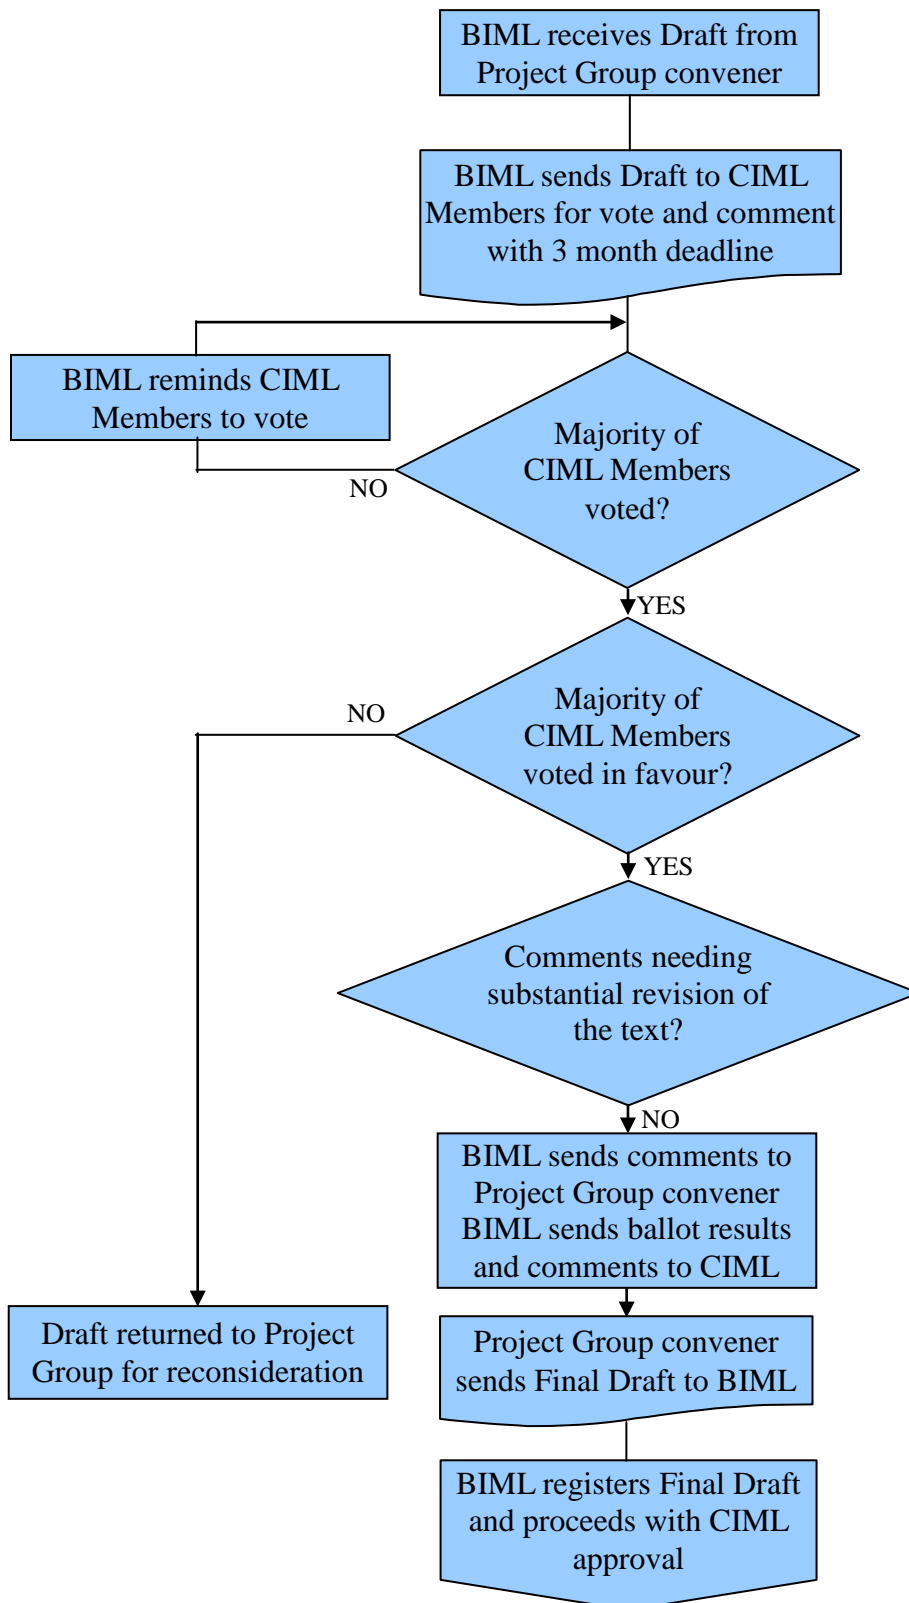 BIML receives Draft from
Project Group convener
BIML sends Draft to CIML
Members for vote and comment
with 3 month deadline
BIML reminds CIML
Members to vote
Majority of
CIML Members
voted?
NO
YES
Majority of
CIML Members
voted in favour?
NO
YES
Comments needing
substantial revision of
the text?
NO
BIML sends comments to
Project Group convener
BIML sends ballot results
and comments to CIML
Draft returned to Project
Group for reconsideration
Project Group convener
sends Final Draft to BIML
BIML registers Final Draft
and proceeds with CIML
approval